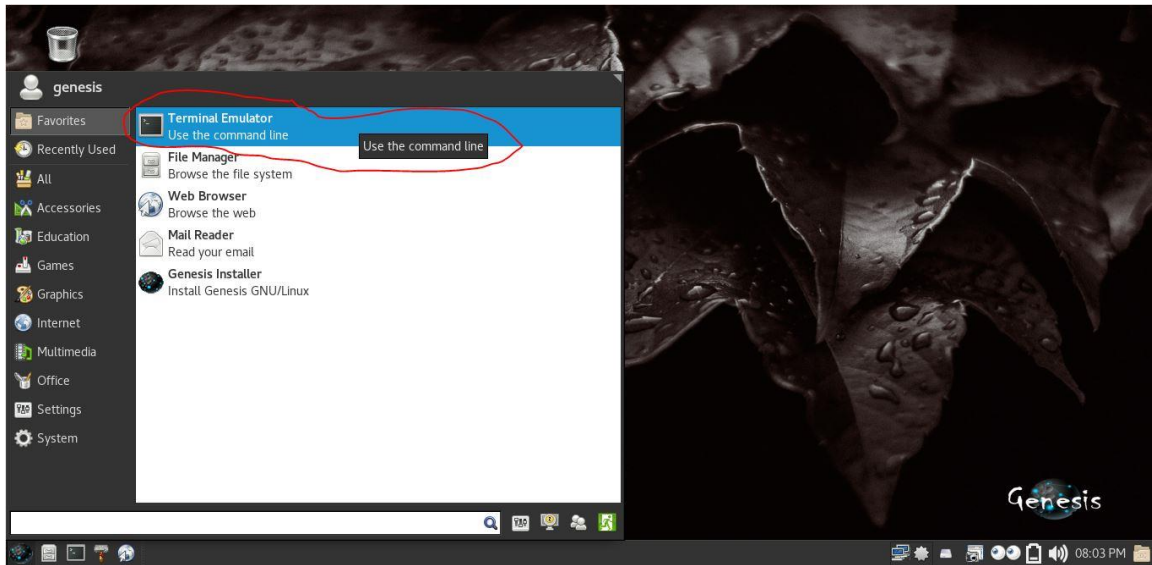 genesis
Favorites
Recently Used
All
Accessories
Education
Games
Graphics
Internet
Multimedia
Office
Settings
System
Terminal Emulator
Use the command line
Use the command line
File Manager
Browse the file system
Web Browser
Browse the web
Mail Reader
Read your email
Genesis Installer
Install Genesis GNU/Linux
Genesis
08:03 PM